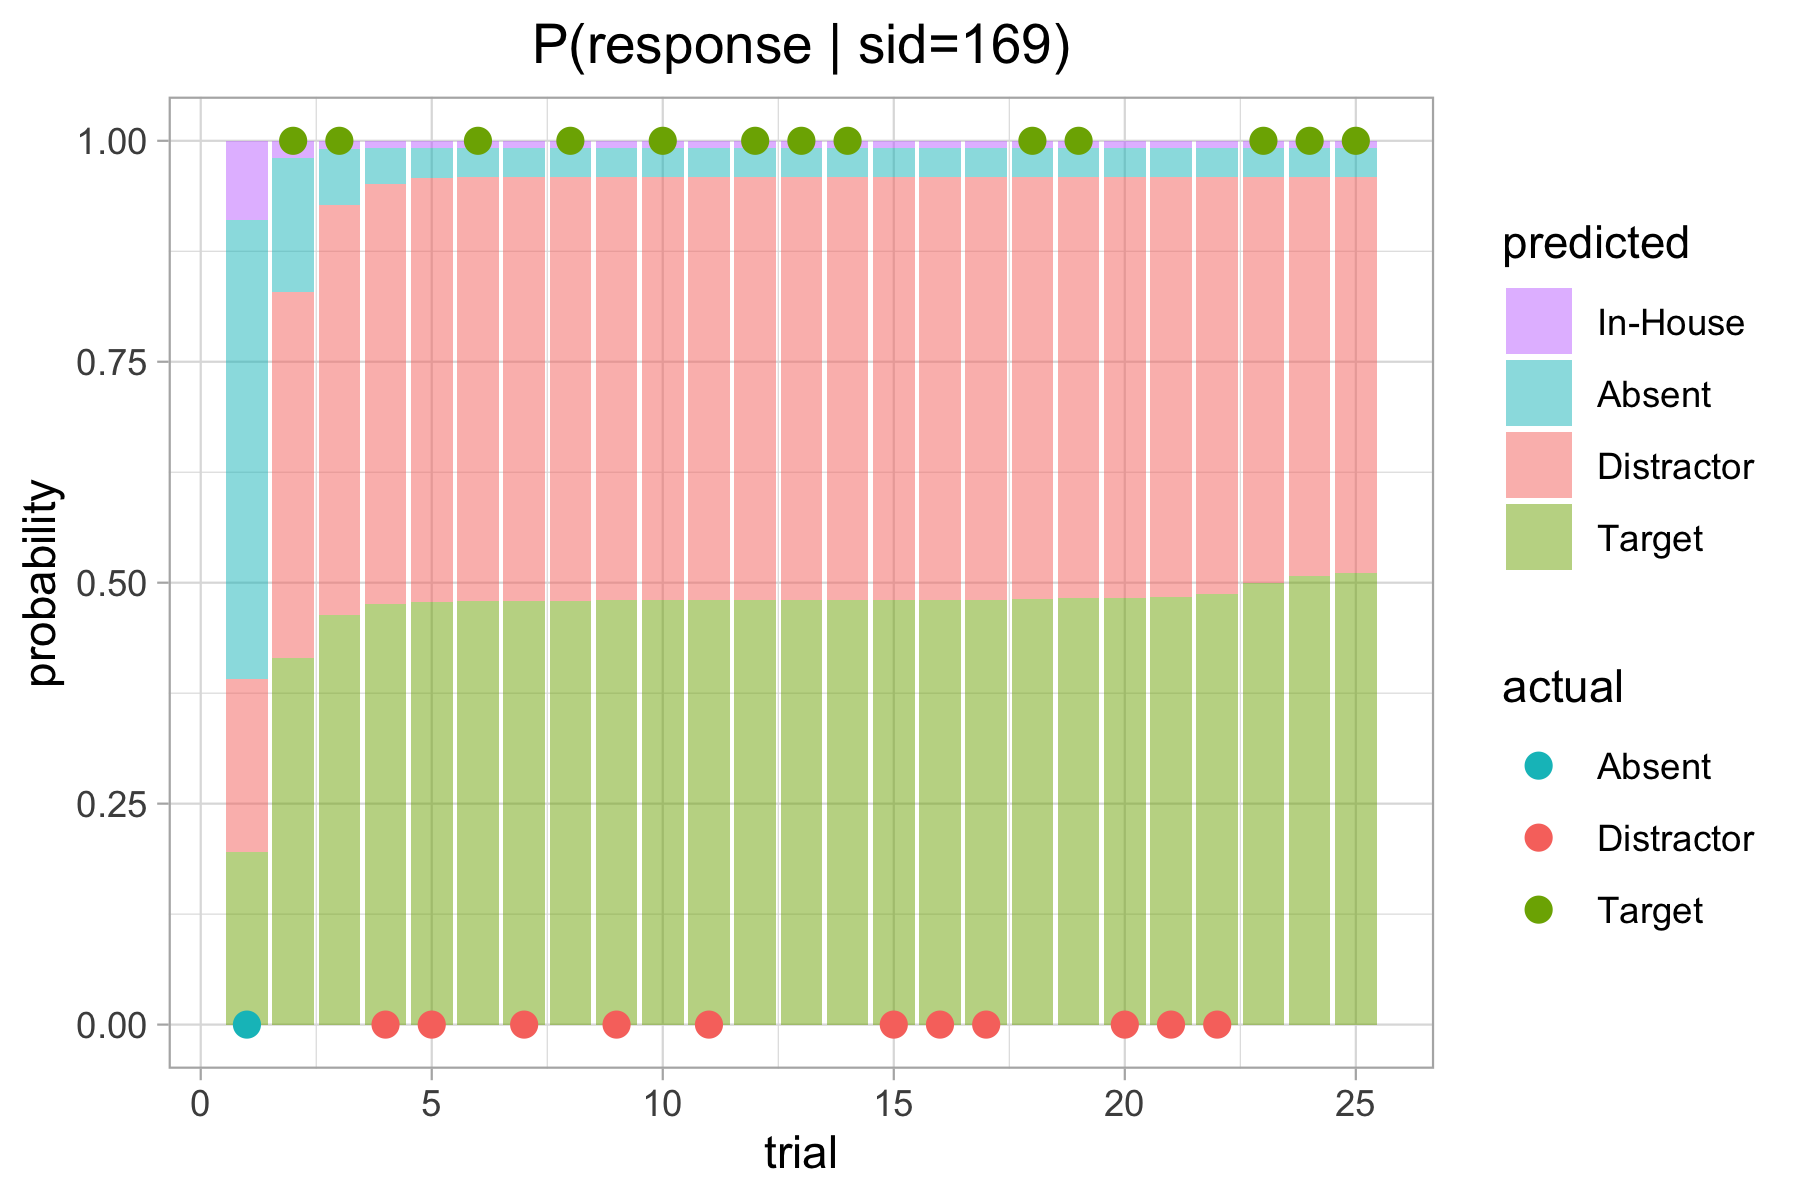 P(response | sid=169)
1.00
0.75
0.50
0.25
0.00
probability
0 5 10 15 20 25
trial
predicted
In-House
Absent
Distractor
Target
actual
Absent
Distractor
Target